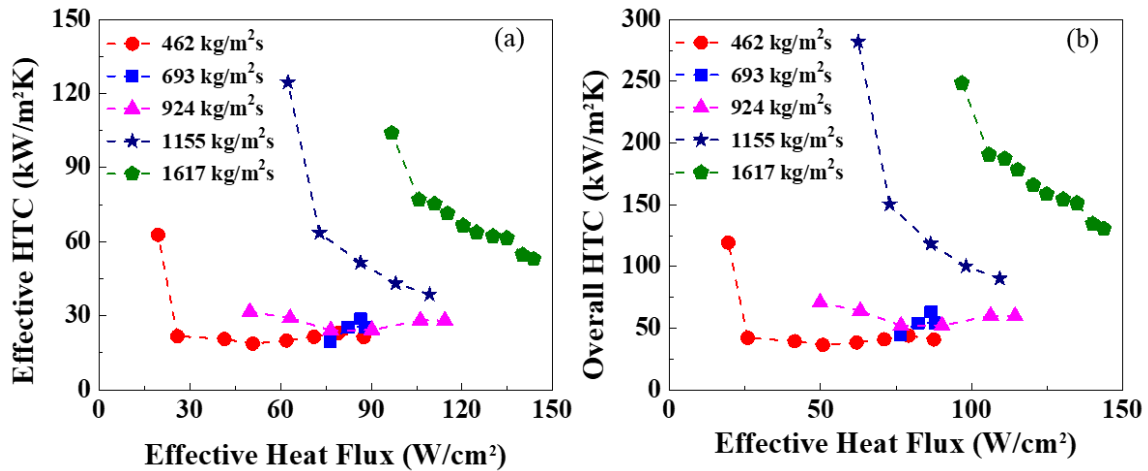 (a)
462 kg/m²s
693 kg/m²s
924 kg/m²s
1155 kg/m²s
1617 kg/m²s
150
120
90
60
30
0
0 30 60 90 120 150
Effective HTC (kW/m²K)
Effective Heat Flux (W/cm²)
(b)
462 kg/m²s
693 kg/m²s
924 kg/m²s
1155 kg/m²s
1617 kg/m²s
300
250
200
150
100
50
0
0 50 100 150
Overall HTC (kW/m²K)
Effective Heat Flux (W/cm²)